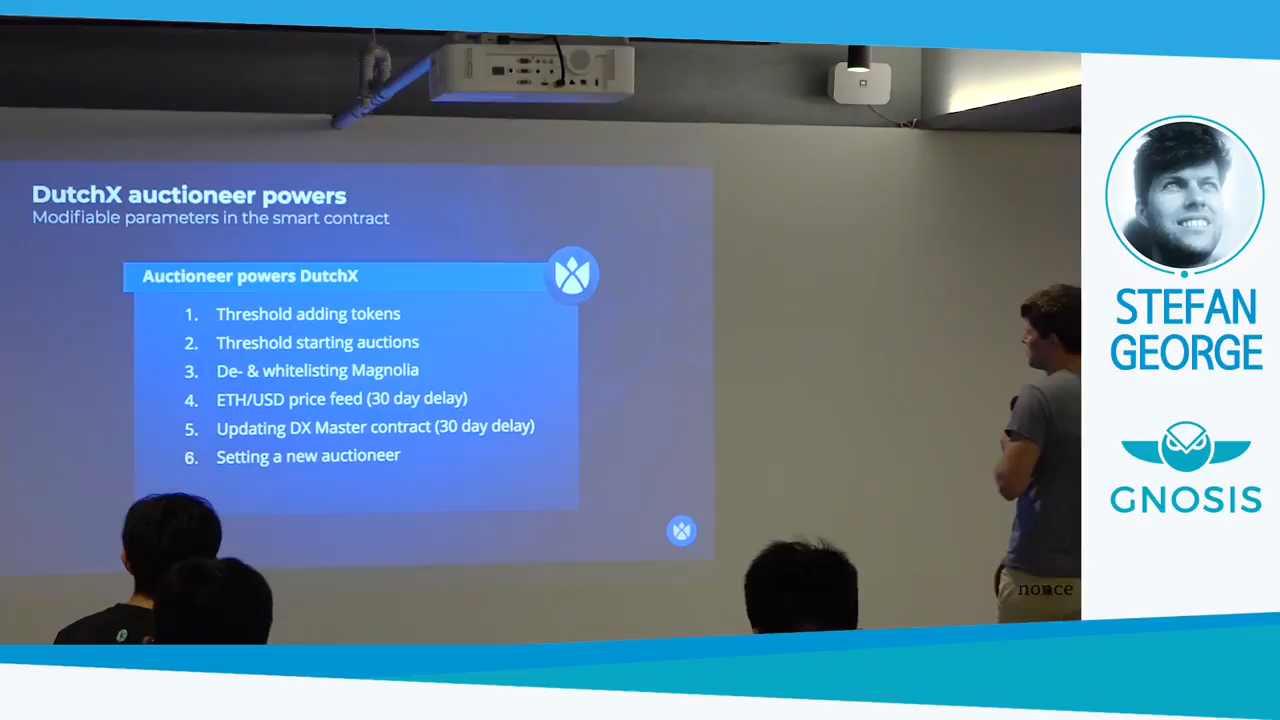 DutchX auctioneer powers
Modifiable parameters in the smart contract
Auctioneer powers DutchX
1. Threshold adding tokens
2. Threshold starting auctions
3. De- & whitelisting Magnolia
4. ETH/USD price feed (30 day delay)
5. Updating DX Master contract (30 day delay)
6. Setting a new auctioneer
STEFAN
GEORGE
GNOSIS
nonce